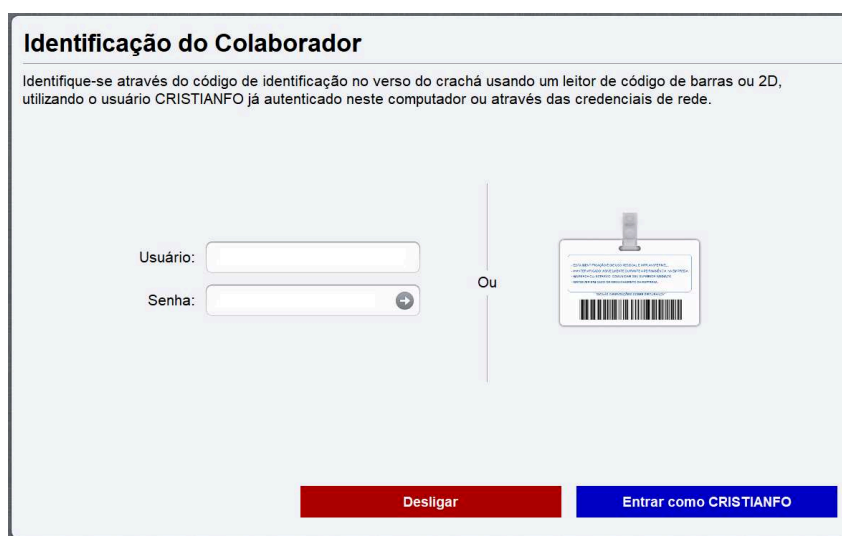 Identificação do Colaborador
Identifique-se através do código de identificação no verso do crachá usando um leitor de código de barras ou 2D,
utilizando o usuário CRISTIANFO já autenticado neste computador ou através das credenciais de rede.
Usuário:
Senha:
Ou
Desligar
Entrar como CRISTIANFO